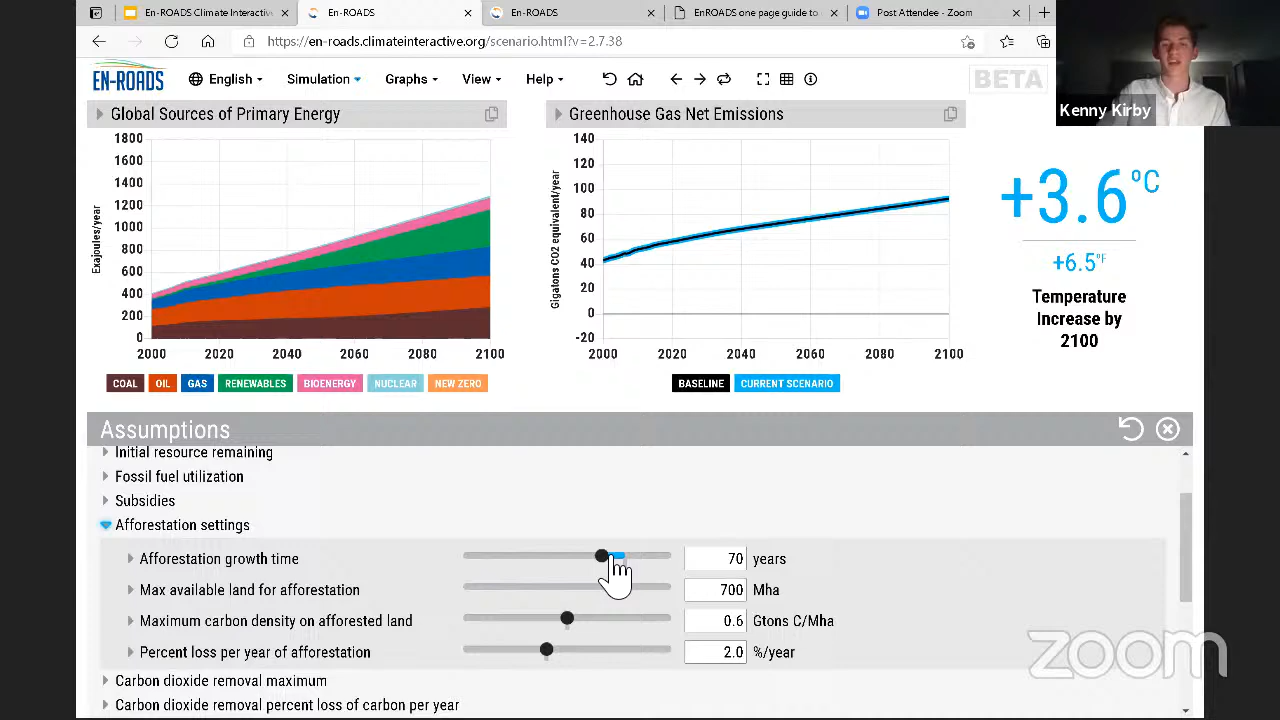 EN-ROADS Climate Interactive
En-ROADS
En-ROADS
EnROADS one page guide to
Post Attendee - Zoom
https://en-roads.climateinteractive.org/scenario.html?v=2.7.38
EN-ROADS
English
Simulation
Graphs
View
Help
BETA
Kenny Kirby
Global Sources of Primary Energy
1800
1600
1400
1200
1000
800
600
400
200
0
Exajoules/year
2000 2020 2040 2060 2080 2100
COAL OIL GAS RENEWABLES BIOENERGY NUCLEAR NEW ZERO
Greenhouse Gas Net Emissions
140
120
100
80
60
40
20
0
-20
Gigatons CO2 equivalent/year
2000 2020 2040 2060 2080 2100
BASELINE CURRENT SCENARIO
+3.6°C
+6.5°F
Temperature
Increase by
2100
Assumptions
Initial resource remaining
Fossil fuel utilization
Subsidies
Afforestation settings
Afforestation growth time 70 years
Max available land for afforestation 700 Mha
Maximum carbon density on afforested land 0.6 Gtons C/Mha
Percent loss per year of afforestation 2.0 %/year
Carbon dioxide removal maximum
Carbon dioxide removal percent loss of carbon per year
zoom